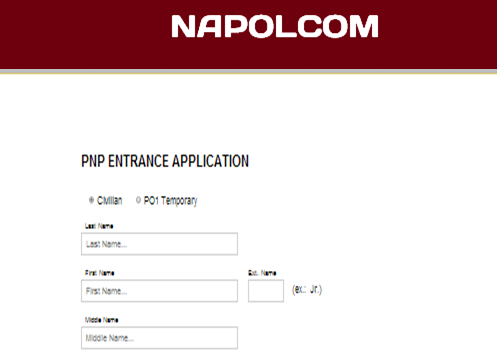 NAPOLCOM
PNP ENTRANCE APPLICATION
Civilian PO1 Temporary
Last Name
Last Name...
First Name Ext. Name
First Name... (ex.: Jr.)
Middle Name
Middle Name...